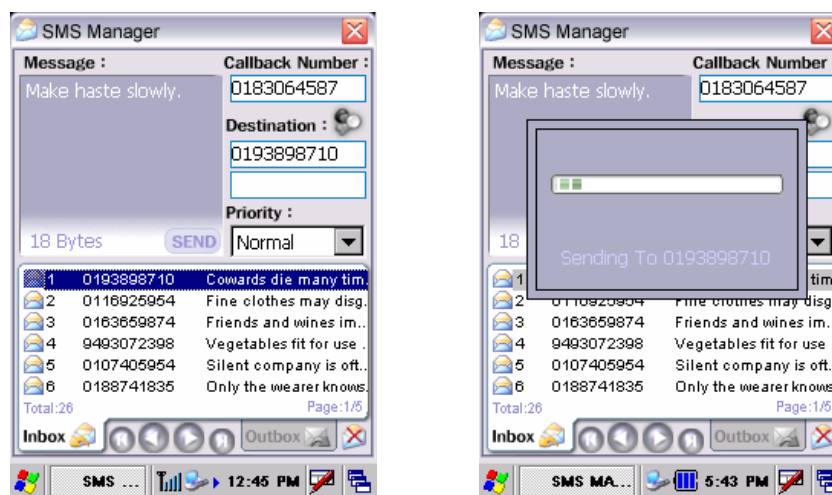 SMS Manager
Message :
Callback Number :
Make haste slowly.
0183064587
Destination :
0193898710
Priority :
18 Bytes
SEND
Normal
1 0193898710 Cowards die many tim.
2 0116925954 Fine clothes may disg.
3 0163659874 Friends and wines im..
4 9493072398 Vegetables fit for use .
5 0107405954 Silent company is oft..
6 0188741835 Only the wearer knows.
Total:26
Page:1/5
Inbox
Outbox
SMS ...
12:45 PM
SMS Manager
Message :
Callback Number
Make haste slowly.
0183064587
Sending To 0193898710
18
1
tim
2 0116925954 Fine clothes may disg
3 0163659874 Friends and wines im.
4 9493072398 Vegetables fit for use
5 0107405954 Silent company is oft.
6 0188741835 Only the wearer knows
Total:26
Page:1/5
Inbox
Outbox
SMS MA...
5:43 PM